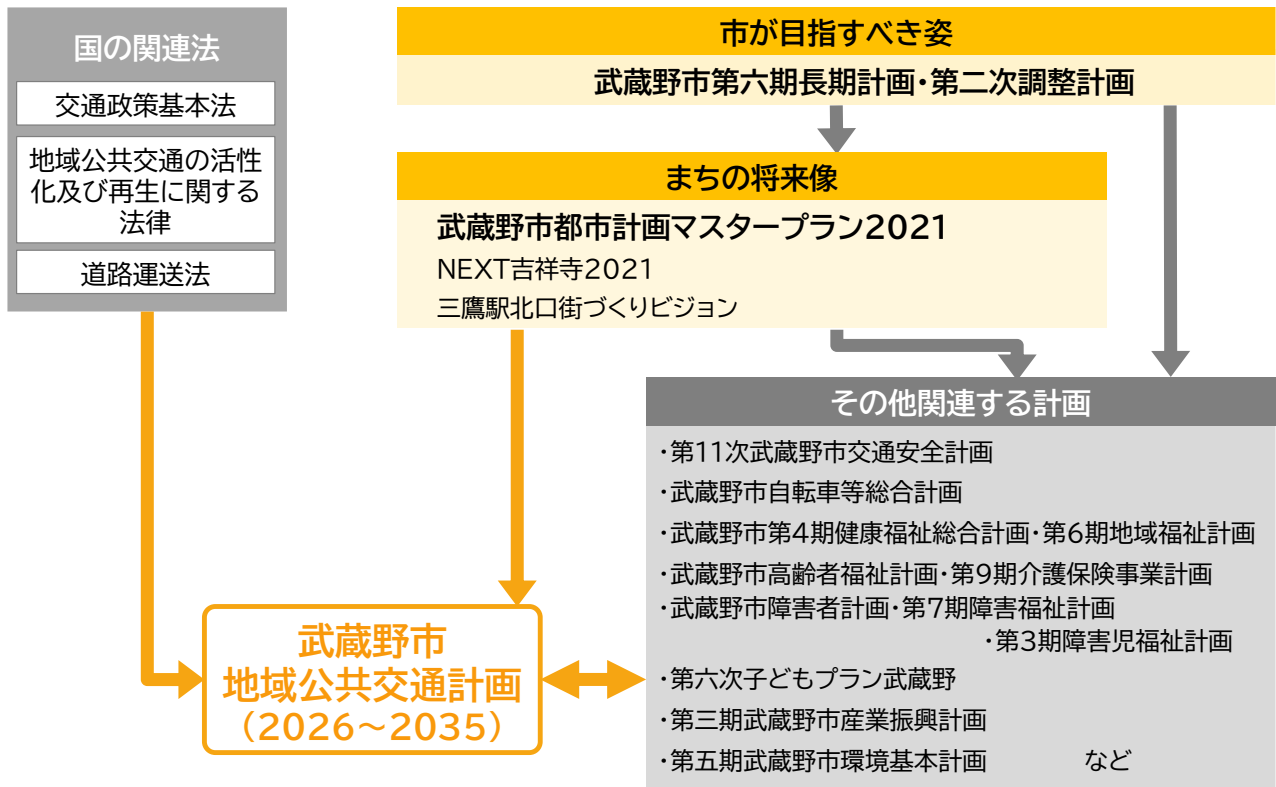 国の関連法
交通政策基本法
地域公共交通の活性
化及び再生に関する
法律
道路運送法
市が目指すべき姿
武蔵野市第六期長期計画・第二次調整計画
まちの将来像
武蔵野市都市計画マスタープラン2021
NEXT吉祥寺2021
三鷹駅北口街づくりビジョン
その他関連する計画
・第11次武蔵野市交通安全計画
・武蔵野市自転車等総合計画
・武蔵野市第4期健康福祉総合計画・第6期地域福祉計画
・武蔵野市高齢者福祉計画・第9期介護保険事業計画
・武蔵野市障害者計画・第7期障害福祉計画
・第3期障害児福祉計画
・第六次子どもプラン武蔵野
・第三期武蔵野市産業振興計画
・第五期武蔵野市環境基本計画 など
武蔵野市
地域公共交通計画
（2026～2035）